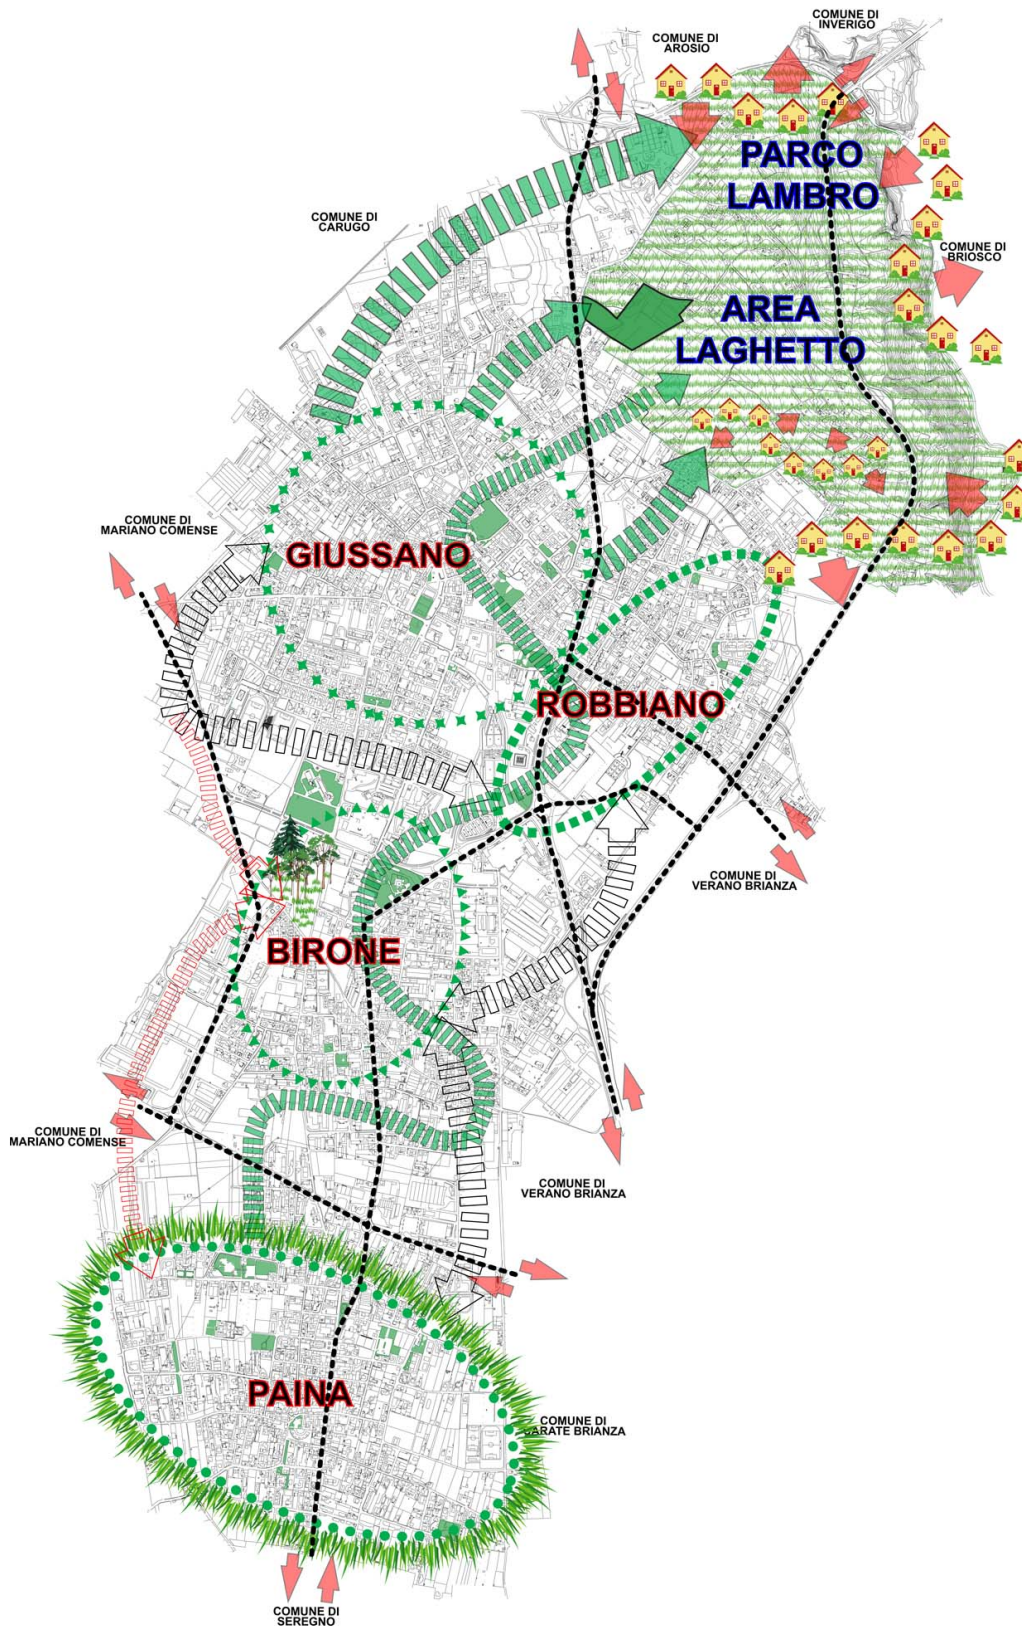 COMUNE DI
INVERIGO
COMUNE DI
AROSIO
PARCO
LAMBRO
COMUNE DI
CARUGO
COMUNE DI
BRIOSCO
AREA
LAGHETTO
COMUNE DI
MARIANO COMENSE
GIUSSANO
ROBBIANO
COMUNE DI
VERANO BRIANZA
BIRONE
COMUNE DI
MARIANO COMENSE
COMUNE DI
VERANO BRIANZA
PAINA
COMUNE DI
CARATE BRIANZA
COMUNE DI
SEREGNO